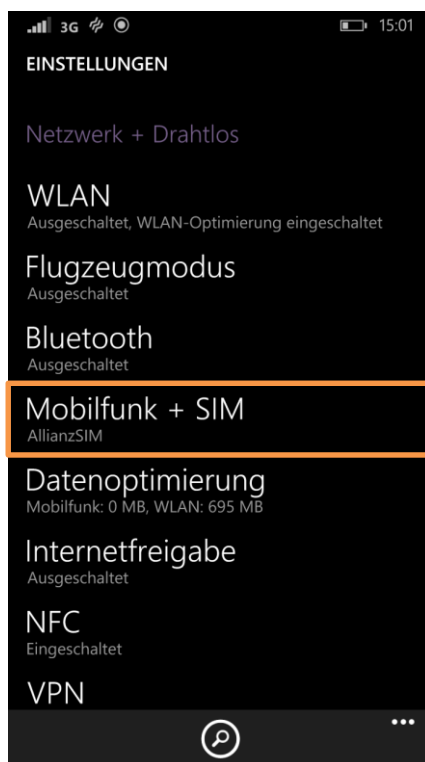 3G 15:01
EINSTELLUNGEN
Netzwerk + Drahtlos
WLAN
Ausgeschaltet, WLAN-Optimierung eingeschaltet
Flugzeugmodus
Ausgeschaltet
Bluetooth
Ausgeschaltet
Mobilfunk + SIM
AllianzSIM
Datenoptimierung
Mobilfunk: 0 MB, WLAN: 695 MB
Internetfreigabe
Ausgeschaltet
NFC
Eingeschaltet
VPN